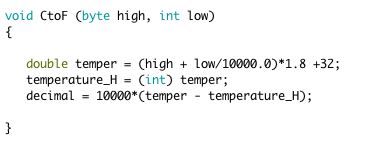 void CtoF (byte high, int low)
{
double temper = (high + low/10000.0)*1.8 +32;
temperature_H = (int) temper;
decimal = 10000*(temper - temperature_H);
}